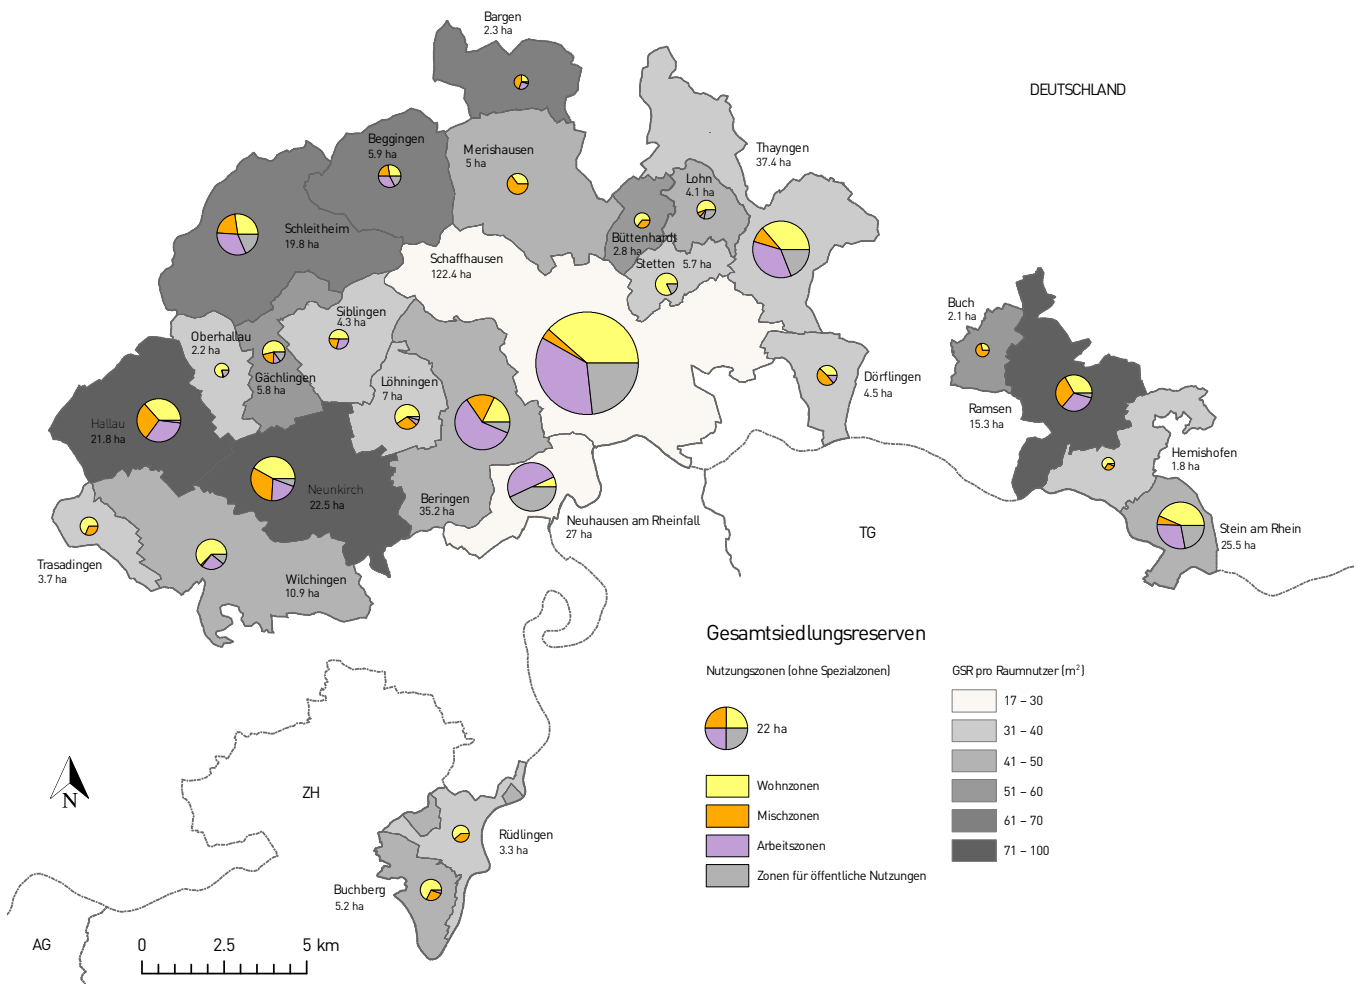 Bargen
2.3 ha
DEUTSCHLAND
Beggingen
5.9 ha
Merishausen
5 ha
Thayngen
37.4 ha
Lohn
4.1 ha
Schleitheim
19.8 ha
Büttenhardt
2.8 ha
Schaffhausen
122.4 ha
Stetten
5.7 ha
Buch
2.1 ha
Siblingen
4.3 ha
Oberhallau
2.2 ha
Gächlingen
5.8 ha
Löhningen
7 ha
Dörflingen
4.5 ha
Ramsen
15.3 ha
Hallau
21.8 ha
Hemishofen
1.8 ha
Neunkirch
22.5 ha
Beringen
35.2 ha
Neuhausen am Rheinfall
27 ha
TG
Stein am Rhein
25.5 ha
Trasadingen
3.7 ha
Wilchingen
10.9 ha
Gesamtsiedlungsreserven
Nutzungszonen (ohne Spezialzonen)
22 ha
Wohnzonen
Mischzonen
Arbeitszonen
Zonen für öffentliche Nutzungen
GSR pro Raumnutzer (m²)
17 – 30
31 – 40
41 – 50
51 – 60
61 – 70
71 – 100
N
ZH
Rüdlingen
3.3 ha
Buchberg
5.2 ha
AG
0 2.5 5 km